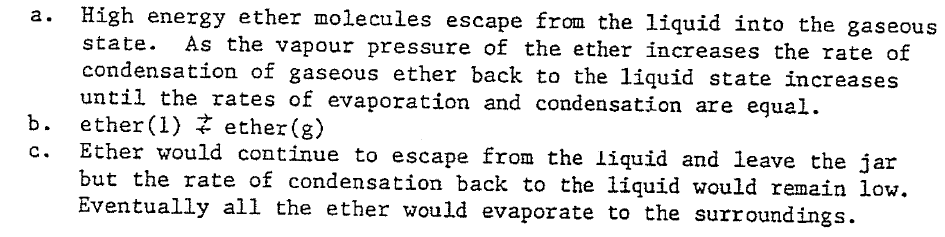 a. High energy ether molecules escape from the liquid into the gaseous
state. As the vapour pressure of the ether increases the rate of
condensation of gaseous ether back to the liquid state increases
until the rates of evaporation and condensation are equal.
b. ether(l) ⇄ ether(g)
c. Ether would continue to escape from the liquid and leave the jar
but the rate of condensation back to the liquid would remain low.
Eventually all the ether would evaporate to the surroundings.